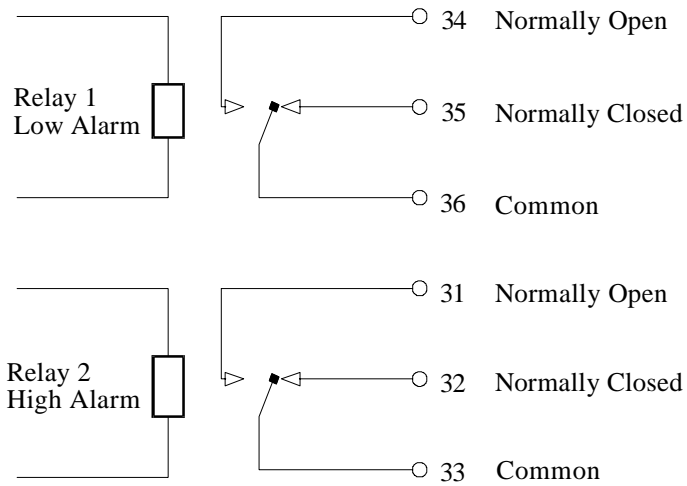 34 Normally Open
Relay 1
Low Alarm
35 Normally Closed
36 Common
31 Normally Open
Relay 2
High Alarm
32 Normally Closed
33 Common